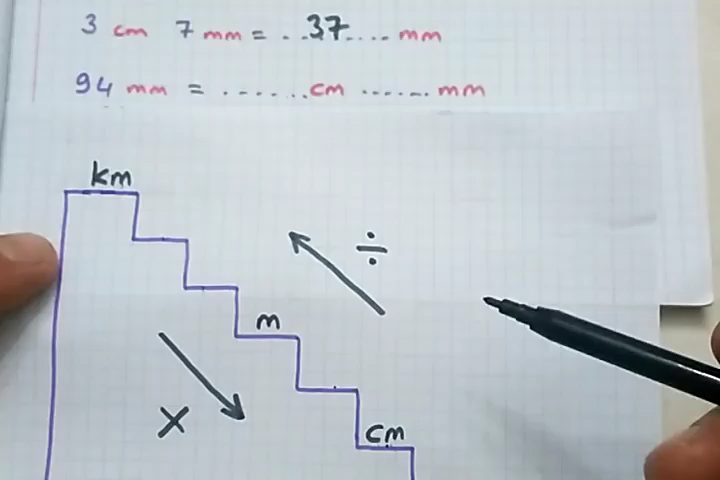 3 cm 7 mm = ..37.... mm
94 mm = .......cm ...... mm
km
÷
m
×
cm